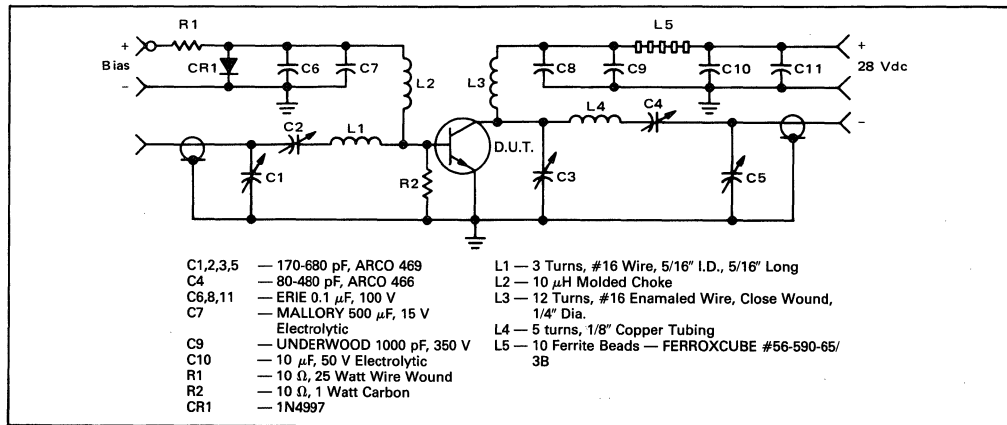 R1
L5
+
Bias
−
CR1
C6
C7
L2
L3
C8
C9
C10
C11
+
28 Vdc
−
C2
L1
L4
C4
D.U.T.
C1
R2
C3
C5
C1,2,3,5 — 170-680 pF, ARCO 469
C4 — 80-480 pF, ARCO 466
C6,8,11 — ERIE 0.1 μF, 100 V
C7 — MALLORY 500 μF, 15 V
Electrolytic
C9 — UNDERWOOD 1000 pF, 350 V
C10 — 10 μF, 50 V Electrolytic
R1 — 10 Ω, 25 Watt Wire Wound
R2 — 10 Ω, 1 Watt Carbon
CR1 — 1N4997
L1 — 3 Turns, #16 Wire, 5/16" I.D., 5/16" Long
L2 — 10 μH Molded Choke
L3 — 12 Turns, #16 Enamaled Wire, Close Wound,
1/4" Dia.
L4 — 5 turns, 1/8" Copper Tubing
L5 — 10 Ferrite Beads — FERROXCUBE #56-590-65/
3B